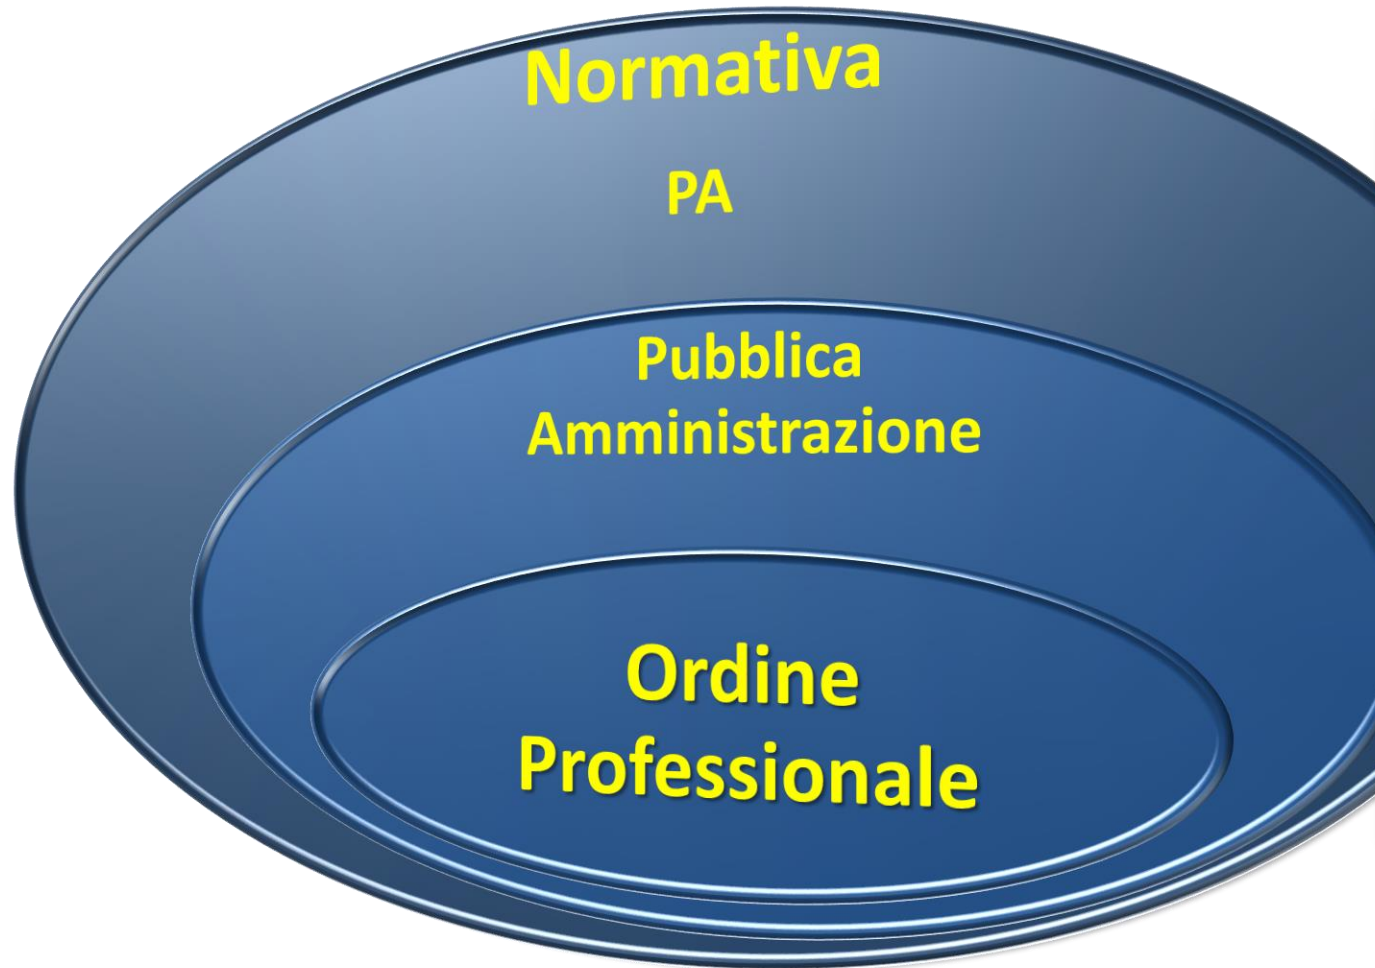 Normativa
PA
Pubblica
Amministrazione
Ordine
Professionale